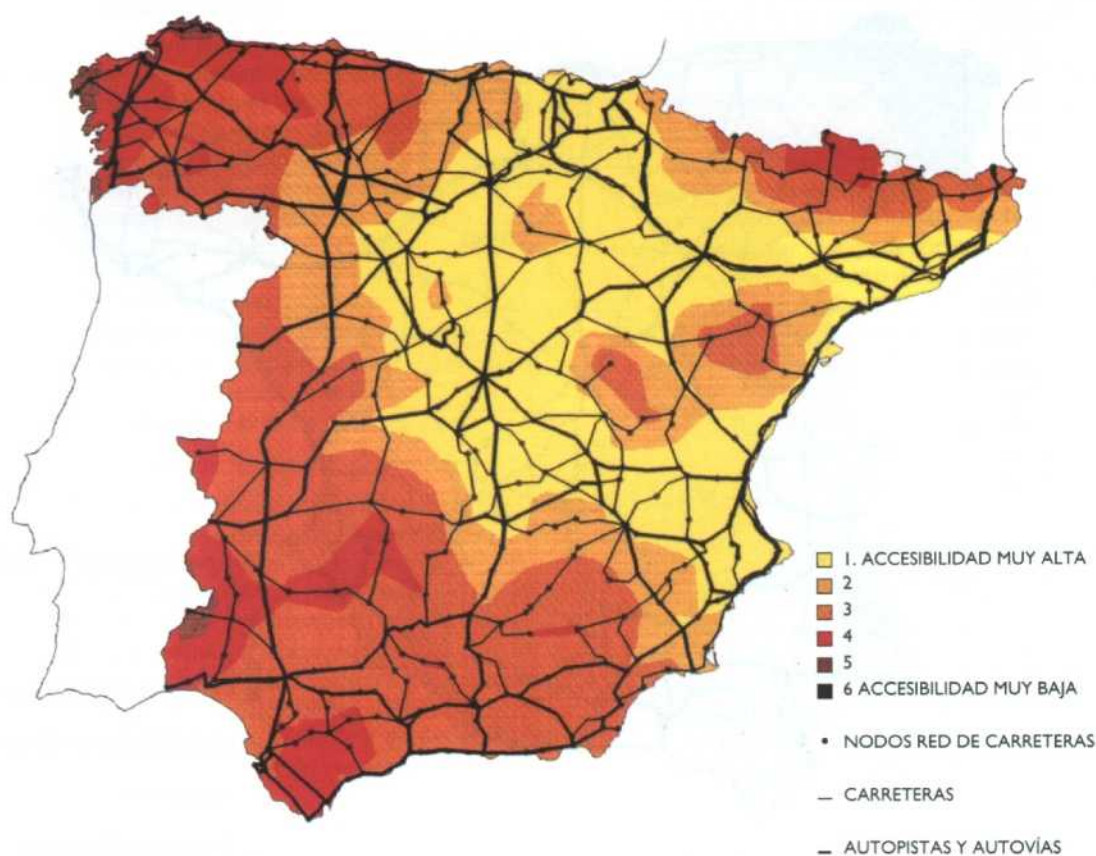 1. ACCESIBILIDAD MUY ALTA
2
3
4
5
6 ACCESIBILIDAD MUY BAJA
NODOS RED DE CARRETERAS
CARRETERAS
AUTOPISTAS Y AUTOVÍAS